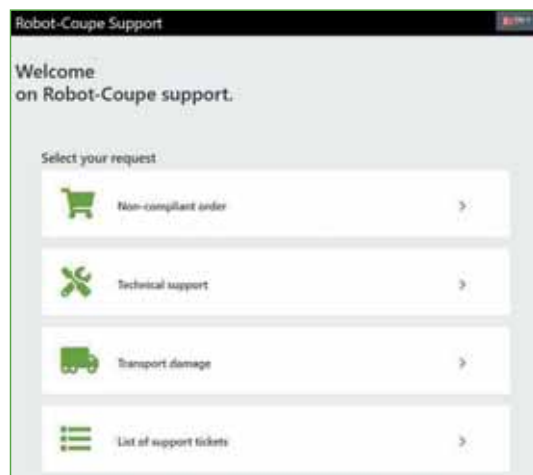 Robot-Coupe Support
Welcome
on Robot-Coupe support.
Select your request
Non-compliant order
Technical support
Transport damage
List of support tickets